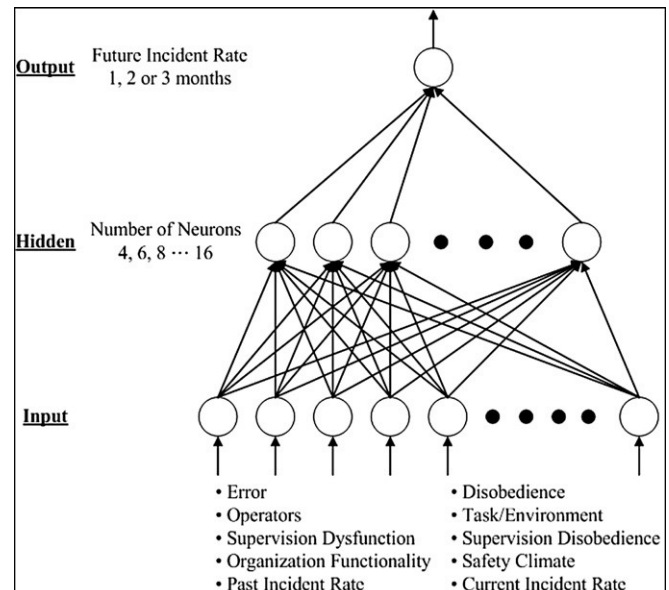 Output
Future Incident Rate
1, 2 or 3 months
Hidden
Number of Neurons
4, 6, 8 ··· 16
Input
• Error
• Operators
• Supervision Dysfunction
• Organization Functionality
• Past Incident Rate
• Disobedience
• Task/Environment
• Supervision Disobedience
• Safety Climate
• Current Incident Rate